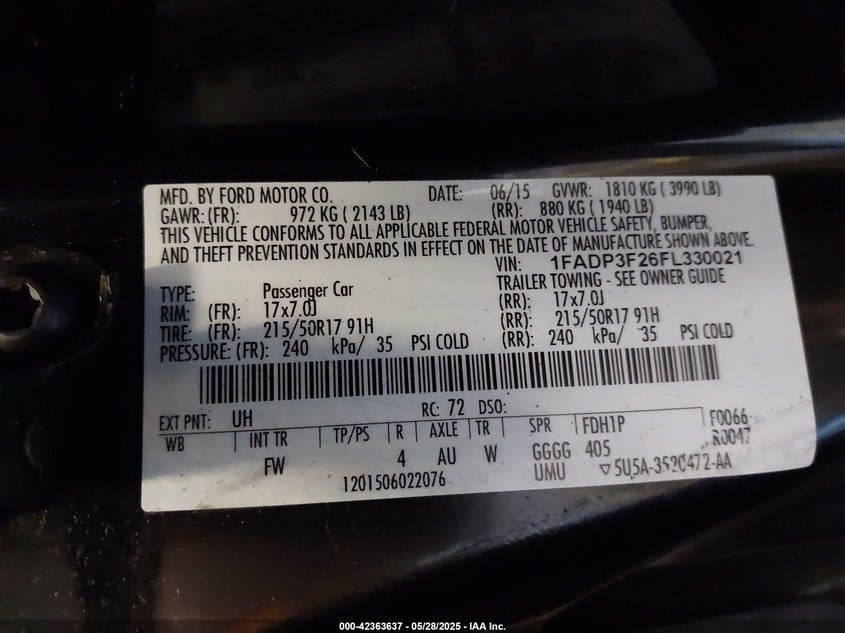 MFD. BY FORD MOTOR CO. DATE: 06/15 GVWR: 1810 KG ( 3990 LB)
GAWR: (FR): 972 KG ( 2143 LB) (RR): 880 KG ( 1940 LB)
THIS VEHICLE CONFORMS TO ALL APPLICABLE FEDERAL MOTOR VEHICLE SAFETY, BUMPER,
AND THEFT PREVENTION STANDARDS IN EFFECT ON THE DATE OF MANUFACTURE SHOWN ABOVE.
VIN: 1FADP3F26FL330021
TYPE: Passenger Car TRAILER TOWING - SEE OWNER GUIDE
RIM: (FR): 17x7.0J (RR): 17x7.0J
TIRE: (FR): 215/50R17 91H (RR): 215/50R17 91H
PRESSURE: (FR): 240 kPa/ 35 PSI COLD (RR): 240 kPa/ 35 PSI COLD
EXT PNT: UH RC: 72 DSO:
WB INT TR TP/PS R AXLE TR SPR FDH1P F0066
R0047
FW 4 AU W GGGG 405
1201506022076 UMU ▽5U5A-3520472-AA
000-42363637 - 05/28/2025 - IAA Inc.